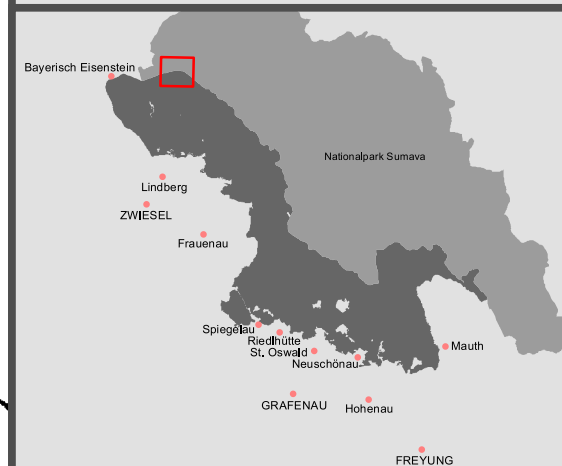 Bayerisch Eisenstein
Nationalpark Sumava
Lindberg
ZWIESEL
Frauenau
Spiegelau
Riedlhütte
St. Oswald
Neuschönau
Mauth
GRAFENAU
Hohenau
FREYUNG